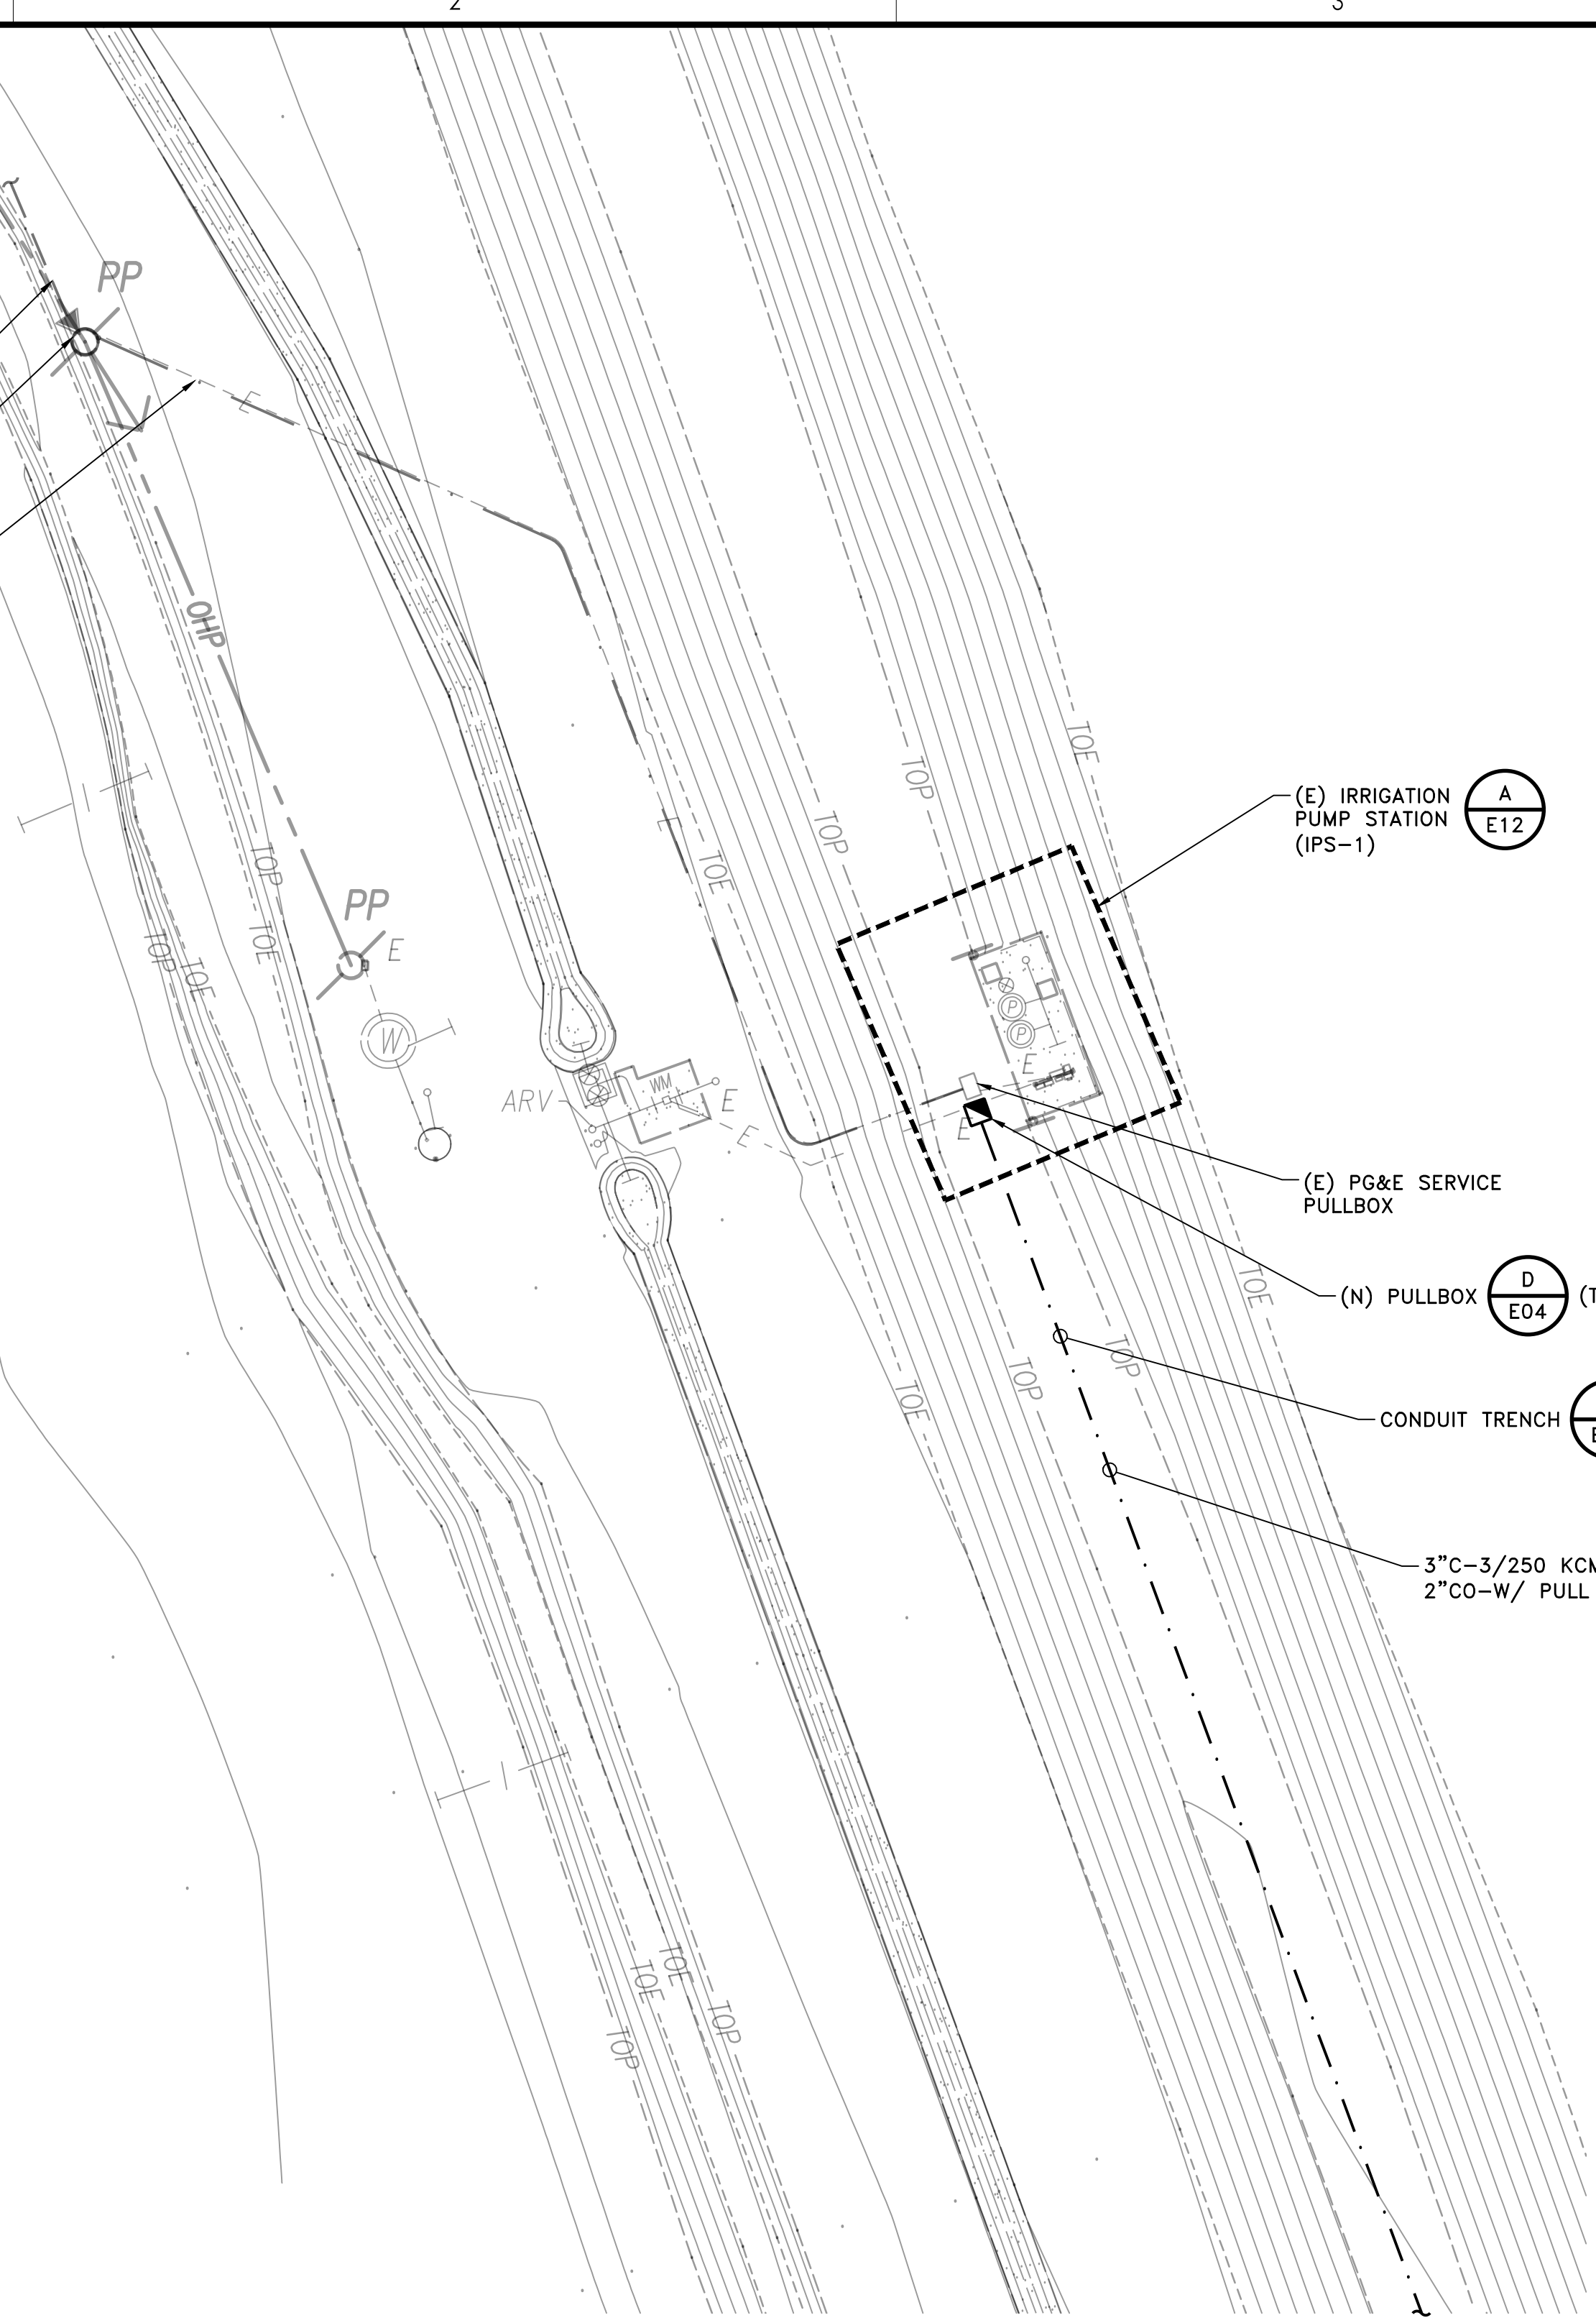 2
3
PP
E
OHP
TOP
TOE
(E) IRRIGATION
PUMP STATION
(IPS-1)
A
E12
TOE
TOP
TOP
TOE
PP
E
TOP
TOE
TOP
TOE
E
W
P
P
E
WM
ARV
E
E
E
(E) PG&E SERVICE
PULLBOX
(N) PULLBOX
D
E04
TOE
TOP
TOP
TOE
CONDUIT TRENCH
3"C-3/250
2"CO-W/ PULL
TOE
TOE
TOP
TOP